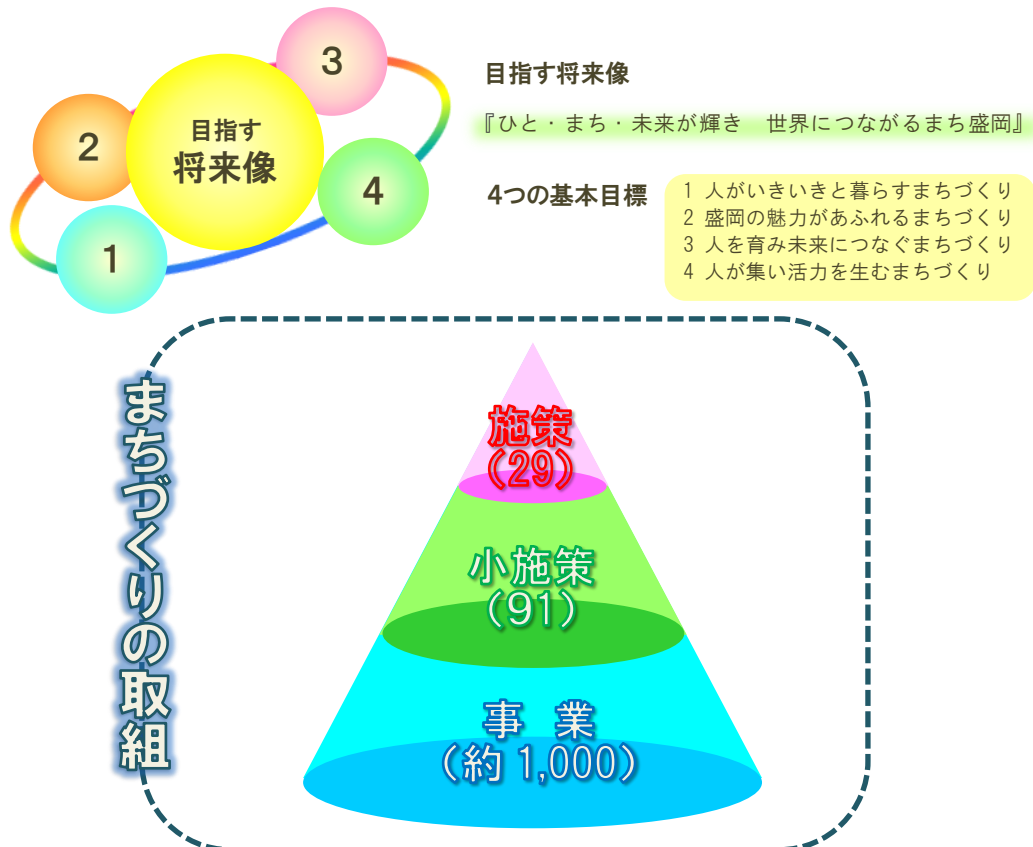 3
2
目指す
将来像
4
1
目指す将来像
『ひと・まち・未来が輝き　世界につながるまち盛岡』
4つの基本目標
1 人がいきいきと暮らすまちづくり
2 盛岡の魅力があふれるまちづくり
3 人を育み未来につなぐまちづくり
4 人が集い活力を生むまちづくり
まちづくりの取組
施策
(29)
小施策
(91)
事　業
(約 1,000)